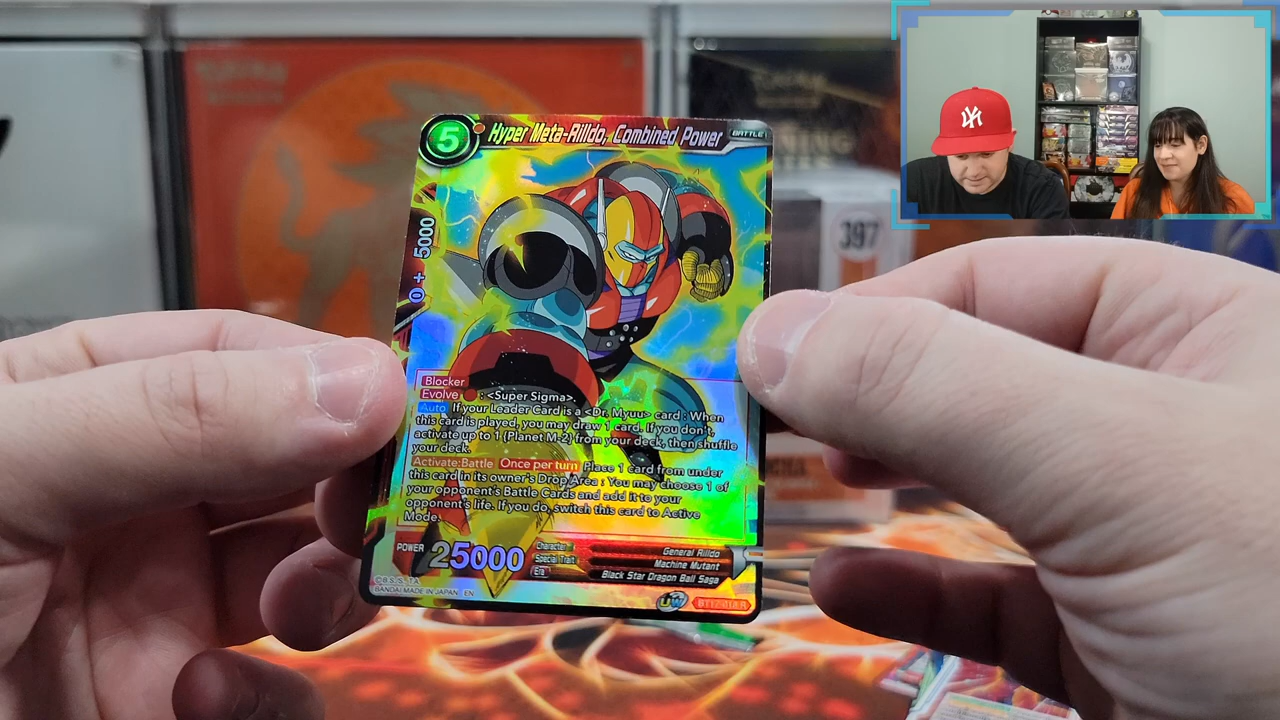 5
Hyper Meta-Rilldo, Combined Power
BATTLE
0 + 5000
397
Blocker
Evolve : <Super Sigma>.
Auto If your Leader Card is a <Dr. Myuu> card : When
this card is played, you may draw 1 card. If you don't,
activate up to 1 {Planet M-2} from your deck, then shuffle
your deck.
Activate:Battle Once per turn Place 1 card from under
this card in its owner's Drop Area : You may choose 1 of
your opponent's Battle Cards and add it to your
opponent's life. If you do, switch this card to Active
Mode.
POWER 25000
Character General Rilldo
Special Trait Machine Mutant
Era Black Star Dragon Ball Saga
©B.S./S., T.A.
BANDAI MADE IN JAPAN EN
UW